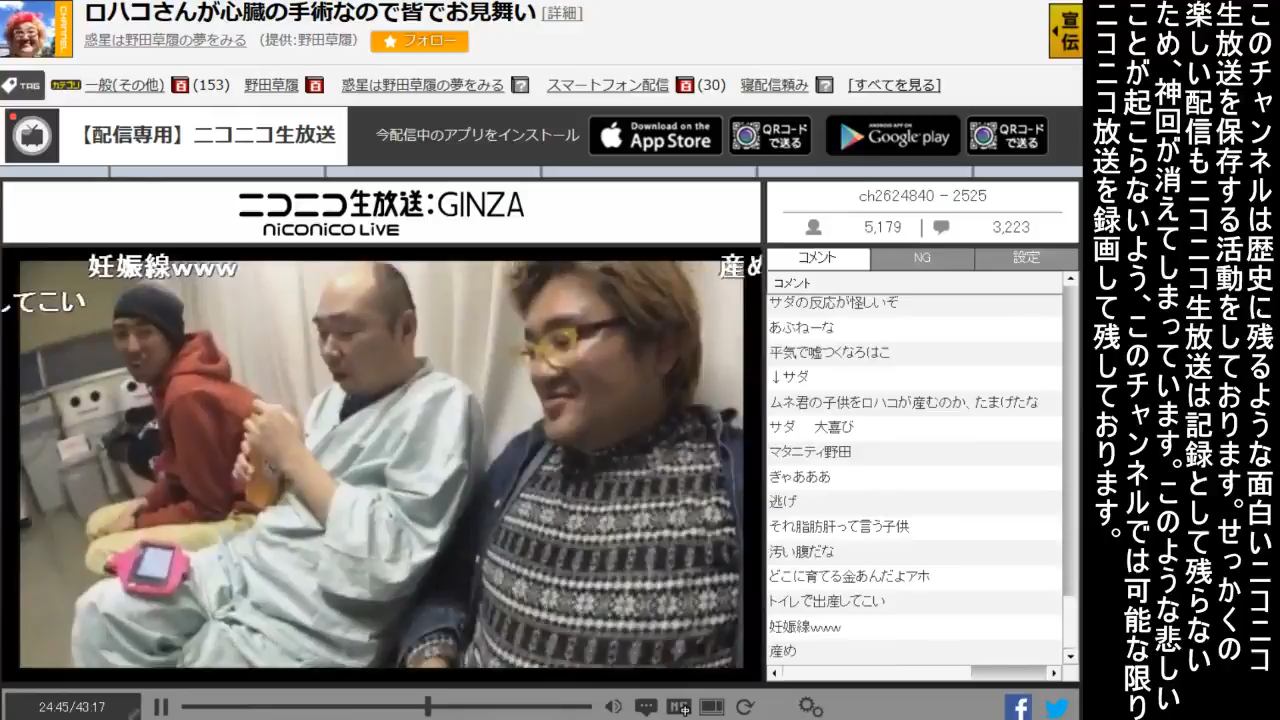 ロハコさんが心臓の手術なので皆でお見舞い [詳細]
惑星は野田草履の夢をみる (提供:野田草履) ★ フォロー
CHANNEL
宣伝
TAG カテゴリ 一般(その他) 百 (153) 野田草履 百 惑星は野田草履の夢をみる ? スマートフォン配信 百 (30) 寝配信頼み ? [すべてを見る]
【配信専用】ニコニコ生放送
今配信中のアプリをインストール
Download on the App Store
QRコードで送る
ANDROID APP ON Google play
QRコードで送る
ニコニコ生放送:GINZA
niconico LiVE
ch2624840 - 2525
5,179 | 3,223
コメント NG 設定
コメント
サダの反応が怪しいぞ
あぶねーな
平気で嘘つくなろはこ
↓サダ
ムネ君の子供をロハコが産むのか、たまげたな
サダ 大喜び
マタニティ野田
ぎゃあああ
逃げ
それ脂肪肝って言う子供
汚い腹だな
どこに育てる金あんだよアホ
トイレで出産してこい
妊娠線www
産め
妊娠線www
産め
してこい
24:45/43:17
このチャンネルは歴史に残るような面白いニコニコ
生放送を保存する活動をしております。せっかくの
楽しい配信もニコニコ生放送は記録として残らない
ため、神回が消えてしまっています。このような悲しい
ことが起こらないよう、このチャンネルでは可能な限り
ニコニコ放送を録画して残しております。